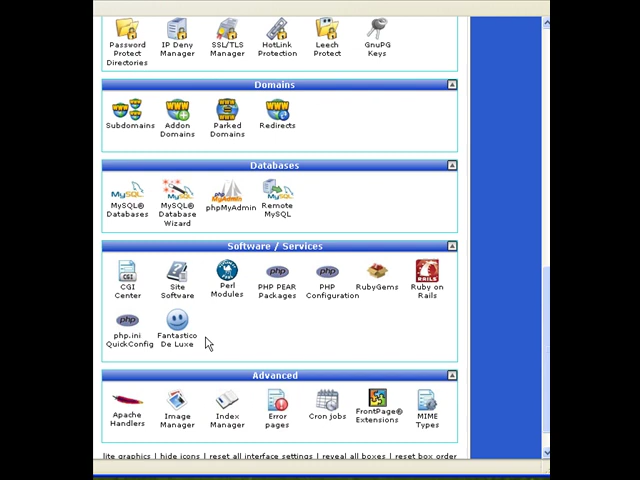 Password Protect Directories
IP Deny Manager
SSL/TLS Manager
HotLink Protection
Leech Protect
GnuPG Keys
Domains
Subdomains
Addon Domains
Parked Domains
Redirects
Databases
MySQL® Databases
MySQL® Database Wizard
phpMyAdmin
Remote MySQL
Software / Services
CGI Center
Site Software
Perl Modules
PHP PEAR Packages
PHP Configuration
RubyGems
Ruby on Rails
php.ini QuickConfig
Fantastico De Luxe
Advanced
Apache Handlers
Image Manager
Index Manager
Error pages
Cron jobs
FrontPage® Extensions
MIME Types
lite graphics | hide icons | reset all interface settings | reveal all boxes | reset box order